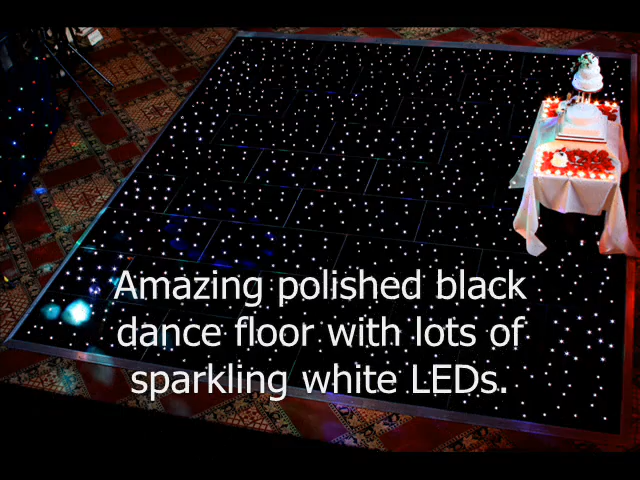 Amazing polished black
dance floor with lots of
sparkling white LEDs.